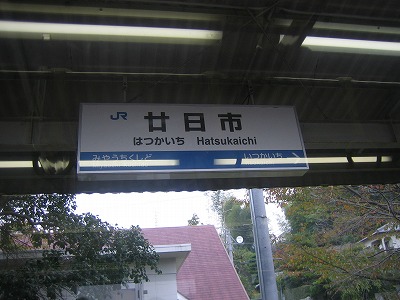 JR 廿日市
はつかいち Hatsukaichi
みやうちくしど いつかいち